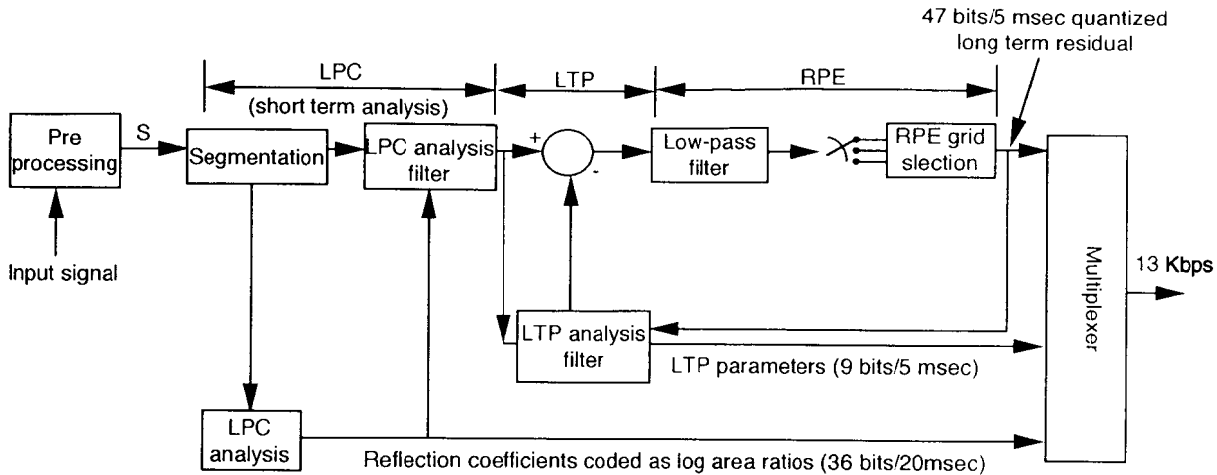 47 bits/5 msec quantized
long term residual
LPC
LTP
RPE
(short term analysis)
Pre
processing
S
Segmentation
LPC analysis
filter
+
-
Low-pass
filter
RPE grid
slection
Input signal
Multiplexer
13 Kbps
LTP analysis
filter
LTP parameters (9 bits/5 msec)
LPC
analysis
Reflection coefficients coded as log area ratios (36 bits/20msec)